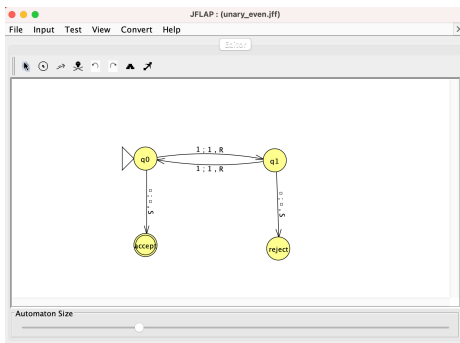 JFLAP : (unary_even.jff)
File Input Test View Convert Help
Editor
1 ; 1 , R
q0 q1
1 ; 1 , R
□ ; □ , S □ ; □ , S
accept reject
Automaton Size